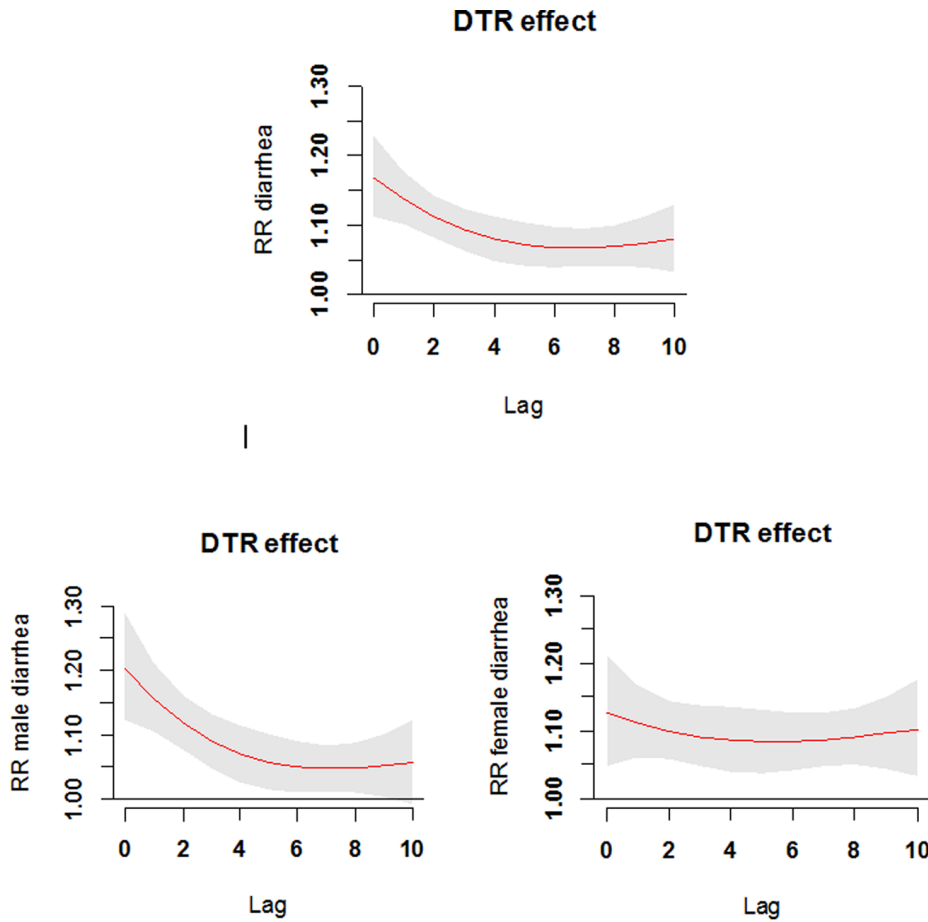 DTR effect
RR diarrhea
1.00 1.10 1.20 1.30
0 2 4 6 8 10
Lag
|
DTR effect
RR male diarrhea
1.00 1.10 1.20 1.30
0 2 4 6 8 10
Lag
DTR effect
RR female diarrhea
1.00 1.10 1.20 1.30
0 2 4 6 8 10
Lag